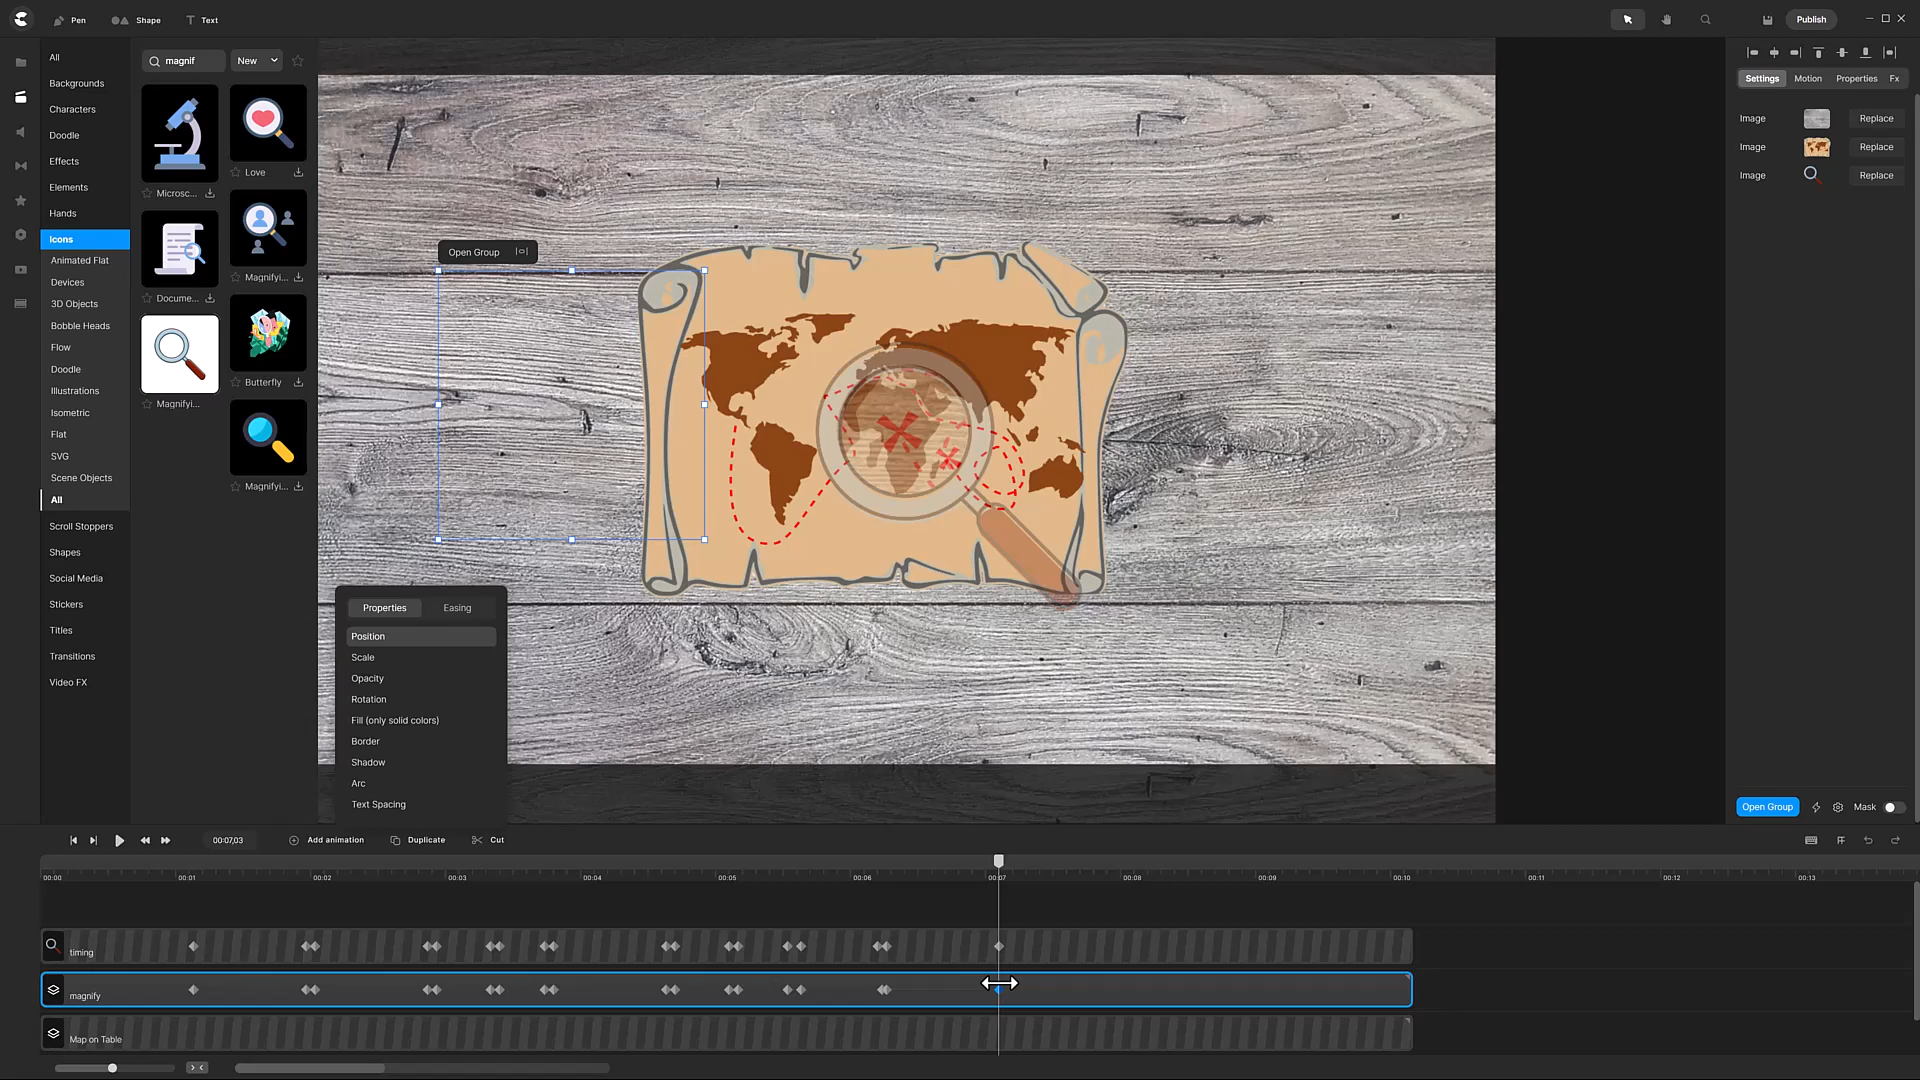 Pen
Shape
Text
Publish
All
Backgrounds
Characters
Doodle
Effects
Elements
Hands
Icons
Animated Flat
Devices
3D Objects
Bobble Heads
Flow
Doodle
Illustrations
Isometric
Flat
SVG
Scene Objects
All
Scroll Stoppers
Shapes
Social Media
Stickers
Titles
Transitions
Video FX
magnif
New
Microsc...
Love
Docume...
Magnifyi...
Magnifyi...
Butterfly
Magnifyi...
Open Group
Properties
Easing
Position
Scale
Opacity
Rotation
Fill (only solid colors)
Border
Shadow
Arc
Text Spacing
Settings
Motion
Properties
Fx
Image
Replace
Image
Replace
Image
Replace
Open Group
Mask
00:07,03
Add animation
Duplicate
Cut
00:00
00:01
00:02
00:03
00:04
00:05
00:06
00:07
00:08
00:09
00:10
00:11
00:12
00:13
timing
magnify
Map on Table